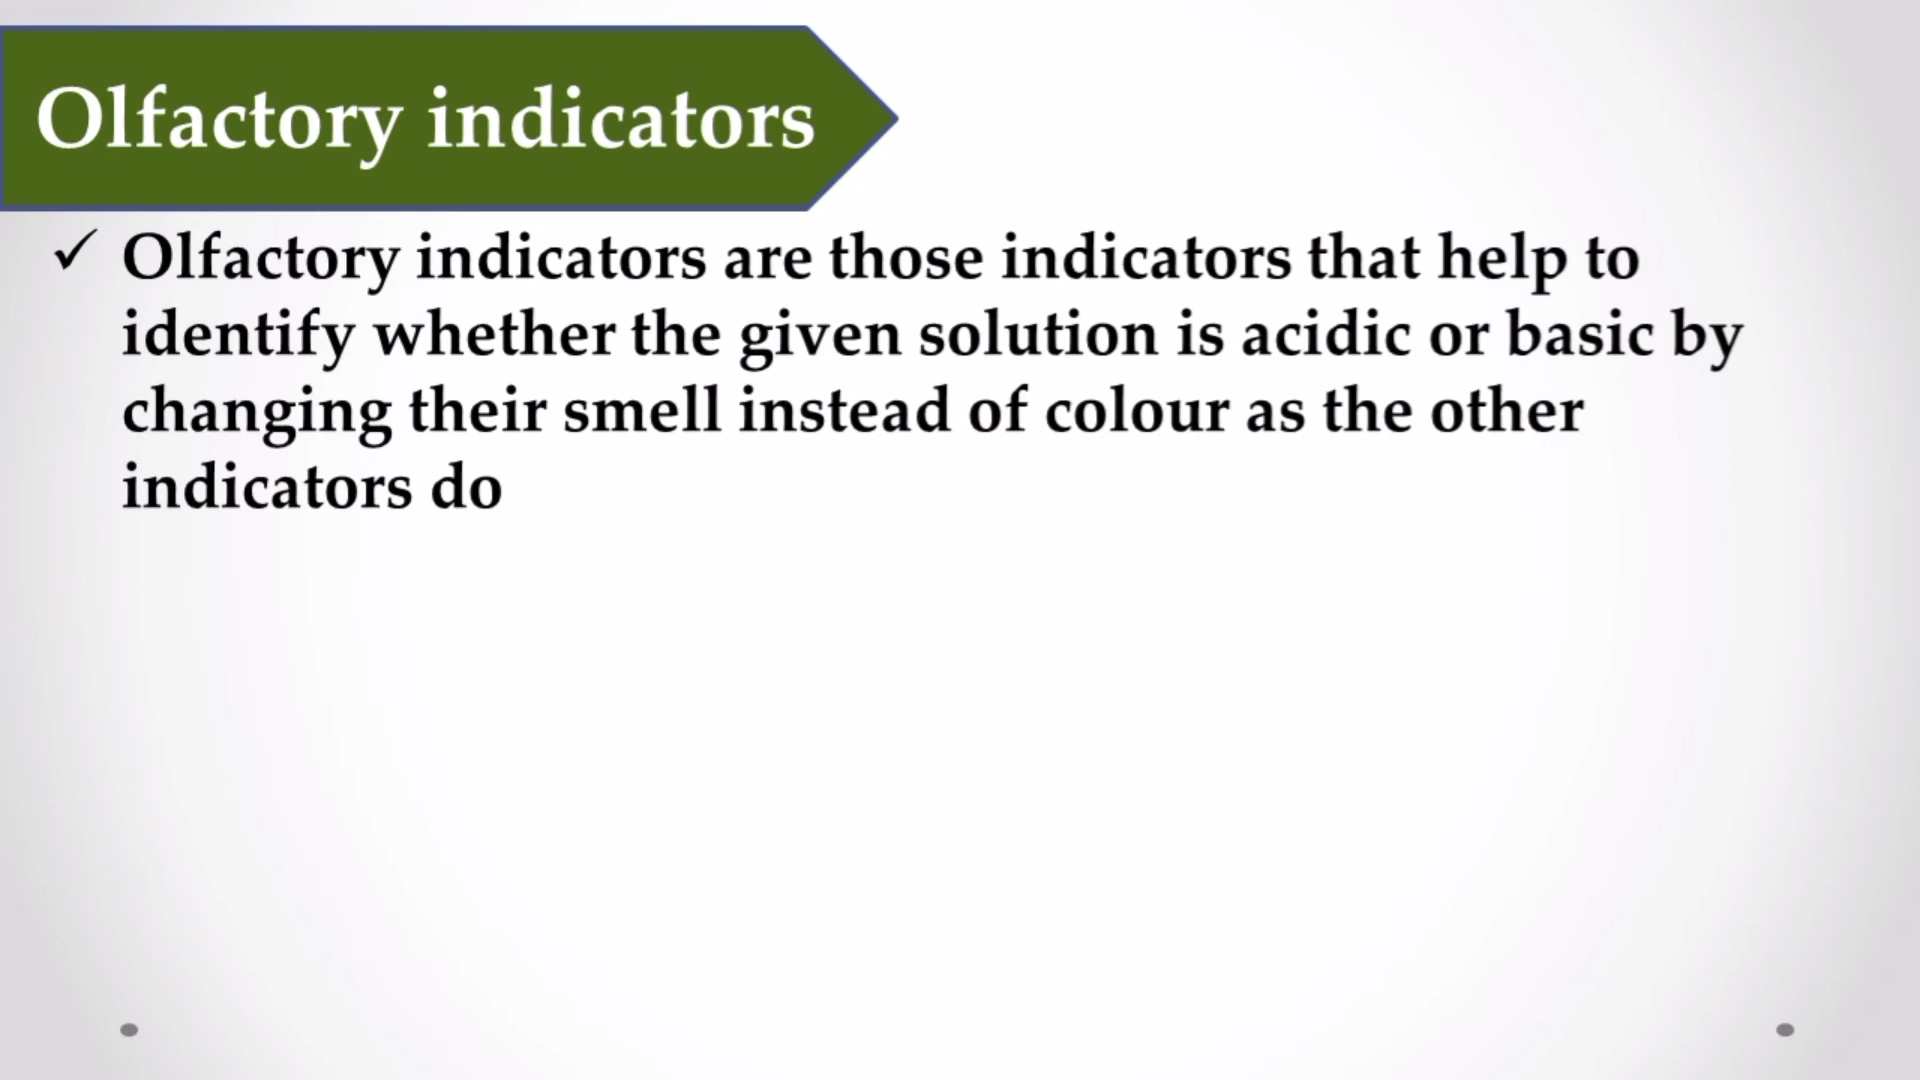 Olfactory indicators
✓ Olfactory indicators are those indicators that help to
identify whether the given solution is acidic or basic by
changing their smell instead of colour as the other
indicators do